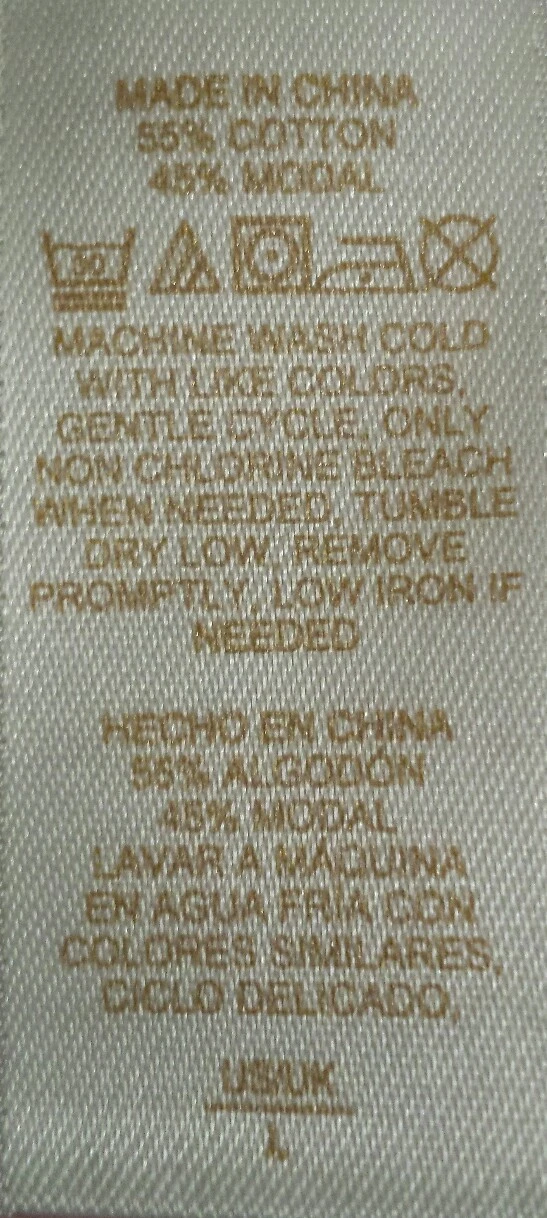 MADE IN CHINA
55% COTTON
45% MODAL
30
MACHINE WASH COLD
WITH LIKE COLORS,
GENTLE CYCLE, ONLY
NON CHLORINE BLEACH
WHEN NEEDED, TUMBLE
DRY LOW, REMOVE
PROMPTLY, LOW IRON IF
NEEDED
HECHO EN CHINA
55% ALGODÓN
45% MODAL
LAVAR A MÁQUINA
EN AGUA FRÍA CON
COLORES SIMILARES,
CICLO DELICADO,
US/UK
L